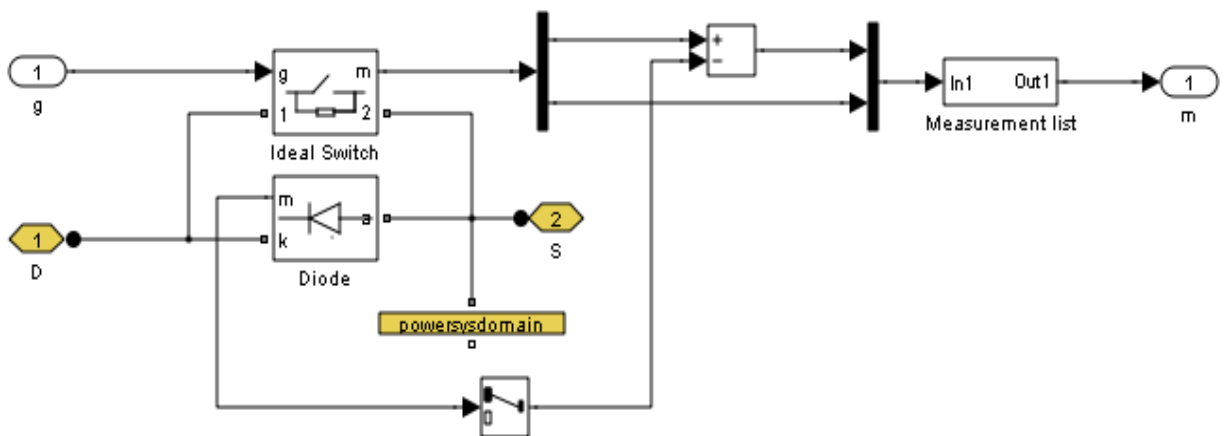 1
g
g m
1 2
Ideal Switch
+
−
In1 Out1
Measurement list
1
m
m
a
k
Diode
1
D
2
S
powersysdomain